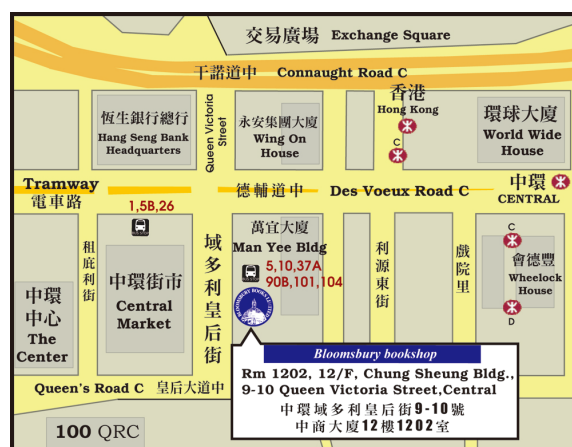 交易廣場 Exchange Square
干諾道中 Connaught Road C
香港
Hong Kong
C
恆生銀行總行
Hang Seng Bank
Headquarters
Queen Victoria
Street
永安集團大廈
Wing On
House
環球大廈
World Wide
House
Tramway
電車路
德輔道中 Des Voeux Road C
中環
CENTRAL
1,5B,26
租庇利街
中環街市
Central
Market
域多利皇后街
萬宜大廈
Man Yee Bldg
5,10,37A
90B,101,104
利源東街
戲院里
C
會德豐
Wheelock
House
D
中環
中心
The
Center
Queen's Road C 皇后大道中
100 QRC
Bloomsbury bookshop
Rm 1202, 12/F, Chung Sheung Bldg.,
9-10 Queen Victoria Street,Central
中環域多利皇后街9-10號
中商大廈12樓1202室